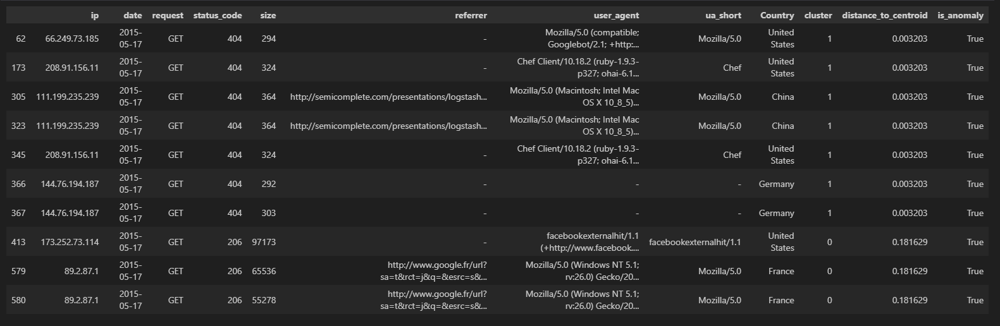 ip date request status_code size referrer user_agent ua_short Country cluster distance_to_centroid is_anomaly
62 66.249.73.185 2015-05-17 GET 404 294 - Mozilla/5.0 (compatible; Googlebot/2.1; +http:... Mozilla/5.0 United States 1 0.003203 True
173 208.91.156.11 2015-05-17 GET 404 324 - Chef Client/10.18.2 (ruby-1.9.3-p327; ohai-6.1... Chef United States 1 0.003203 True
305 111.199.235.239 2015-05-17 GET 404 364 http://semicomplete.com/presentations/logstash... Mozilla/5.0 (Macintosh; Intel Mac OS X 10_8_5)... Mozilla/5.0 China 1 0.003203 True
323 111.199.235.239 2015-05-17 GET 404 364 http://semicomplete.com/presentations/logstash... Mozilla/5.0 (Macintosh; Intel Mac OS X 10_8_5)... Mozilla/5.0 China 1 0.003203 True
345 208.91.156.11 2015-05-17 GET 404 324 - Chef Client/10.18.2 (ruby-1.9.3-p327; ohai-6.1... Chef United States 1 0.003203 True
366 144.76.194.187 2015-05-17 GET 404 292 - - - Germany 1 0.003203 True
367 144.76.194.187 2015-05-17 GET 404 303 - - - Germany 1 0.003203 True
413 173.252.73.114 2015-05-17 GET 206 97173 - facebookexternalhit/1.1 (+http://www.facebook.... facebookexternalhit/1.1 United States 0 0.181629 True
579 89.2.87.1 2015-05-17 GET 206 65536 http://www.google.fr/url?sa=t&rct=j&q=&esrc=s&... Mozilla/5.0 (Windows NT 5.1; rv:26.0) Gecko/20... Mozilla/5.0 France 0 0.181629 True
580 89.2.87.1 2015-05-17 GET 206 55278 http://www.google.fr/url?sa=t&rct=j&q=&esrc=s&... Mozilla/5.0 (Windows NT 5.1; rv:26.0) Gecko/20... Mozilla/5.0 France 0 0.181629 True